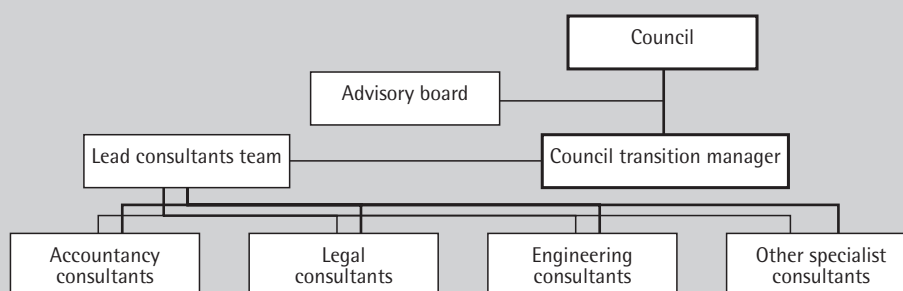 Council
Advisory board
Lead consultants team
Council transition manager
Accountancy
consultants
Legal
consultants
Engineering
consultants
Other specialist
consultants